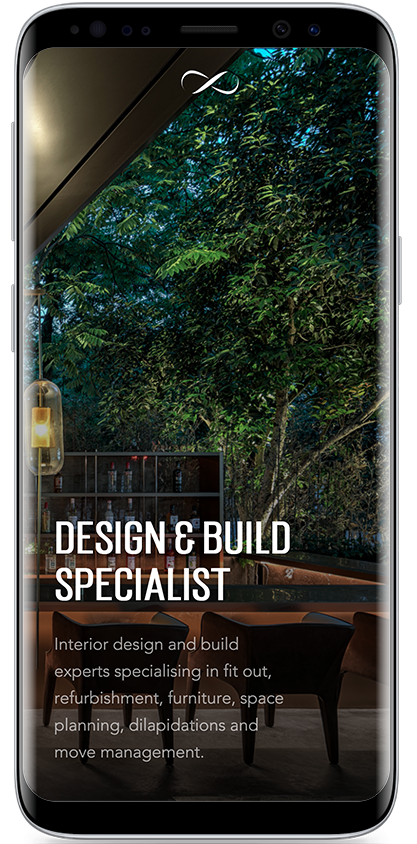 DESIGN & BUILD
SPECIALIST
Interior design and build
experts specialising in fit out,
refurbishment, furniture, space
planning, dilapidations and
move management.